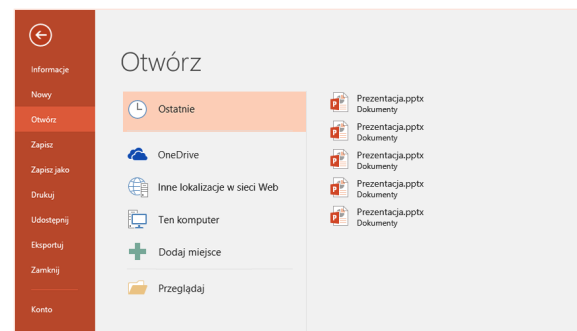 Informacje
Nowy
Otwórz
Zapisz
Zapisz jako
Drukuj
Udostępnij
Eksportuj
Zamknij
Konto
Otwórz
Ostatnie
OneDrive
Inne lokalizacje w sieci Web
Ten komputer
Dodaj miejsce
Przeglądaj
Prezentacja.pptx
Dokumenty
Prezentacja.pptx
Dokumenty
Prezentacja.pptx
Dokumenty
Prezentacja.pptx
Dokumenty
Prezentacja.pptx
Dokumenty